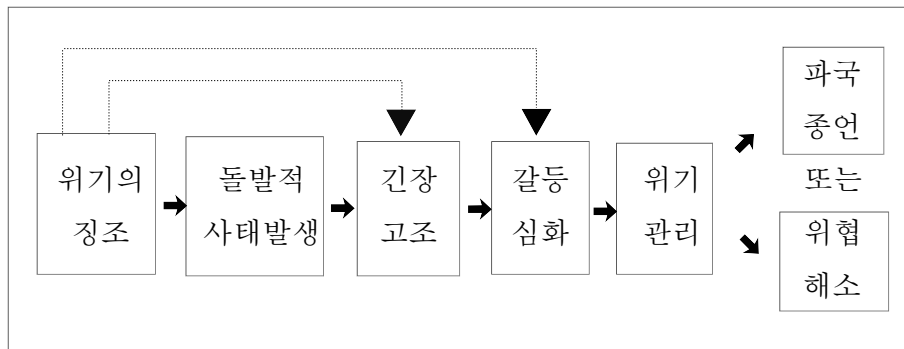 위기의
징조
돌발적
사태발생
긴장
고조
갈등
심화
위기
관리
파국
종언
또는
위협
해소